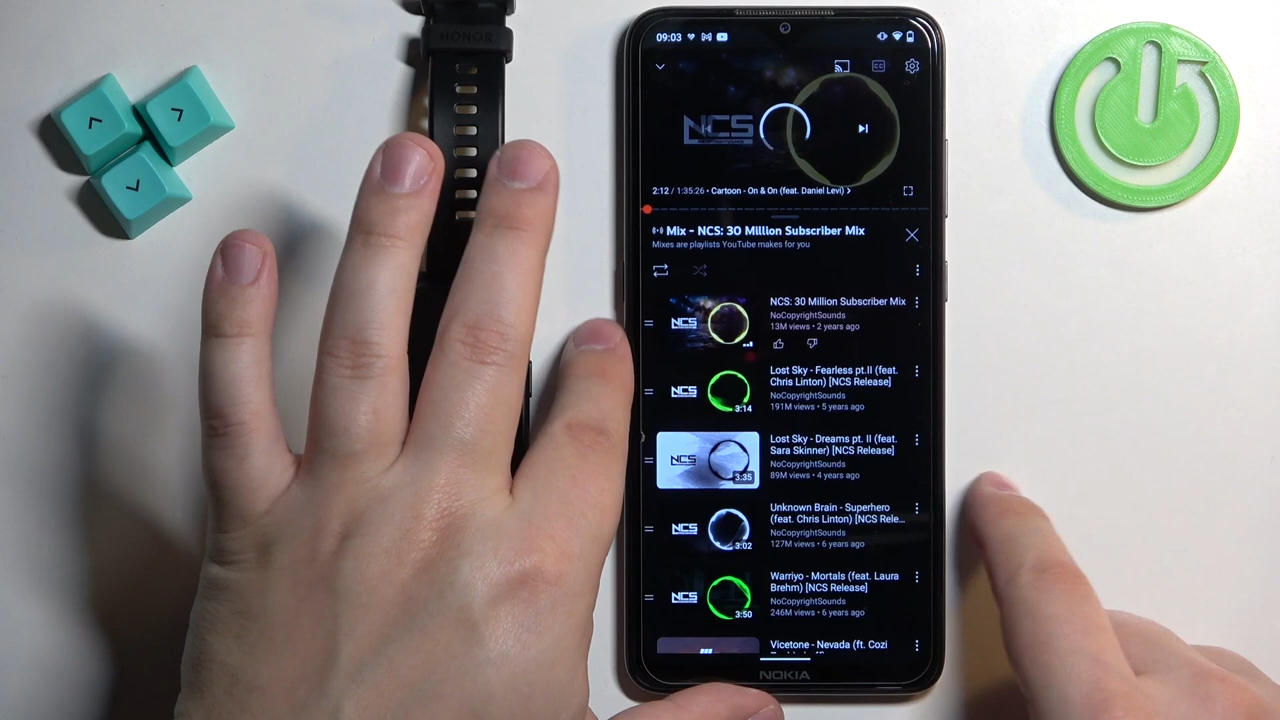 HONOR
09:03
NCS
2:12 / 1:35:26 • Cartoon - On & On (feat. Daniel Levi) >
Mix - NCS: 30 Million Subscriber Mix
Mixes are playlists YouTube makes for you
NCS
NCS: 30 Million Subscriber Mix
NoCopyrightSounds
13M views • 2 years ago
NCS
3:14
Lost Sky - Fearless pt.II (feat.
Chris Linton) [NCS Release]
NoCopyrightSounds
191M views • 5 years ago
NCS
3:35
Lost Sky - Dreams pt. II (feat.
Sara Skinner) [NCS Release]
NoCopyrightSounds
89M views • 4 years ago
NCS
3:02
Unknown Brain - Superhero
(feat. Chris Linton) [NCS Rele...
NoCopyrightSounds
127M views • 6 years ago
NCS
3:50
Warriyo - Mortals (feat. Laura
Brehm) [NCS Release]
NoCopyrightSounds
246M views • 6 years ago
Vicetone - Nevada (ft. Cozi
NOKIA